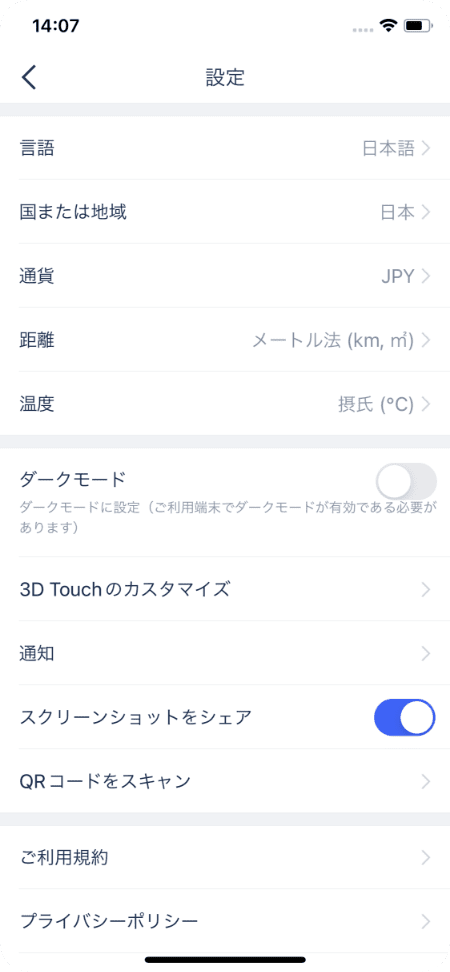 14:07
設定
言語 日本語
国または地域 日本
通貨 JPY
距離 メートル法 (km, ㎡)
温度 摂氏 (°C)
ダークモード
ダークモードに設定（ご利用端末でダークモードが有効である必要が
あります）
3D Touchのカスタマイズ
通知
スクリーンショットをシェア
QRコードをスキャン
ご利用規約
プライバシーポリシー